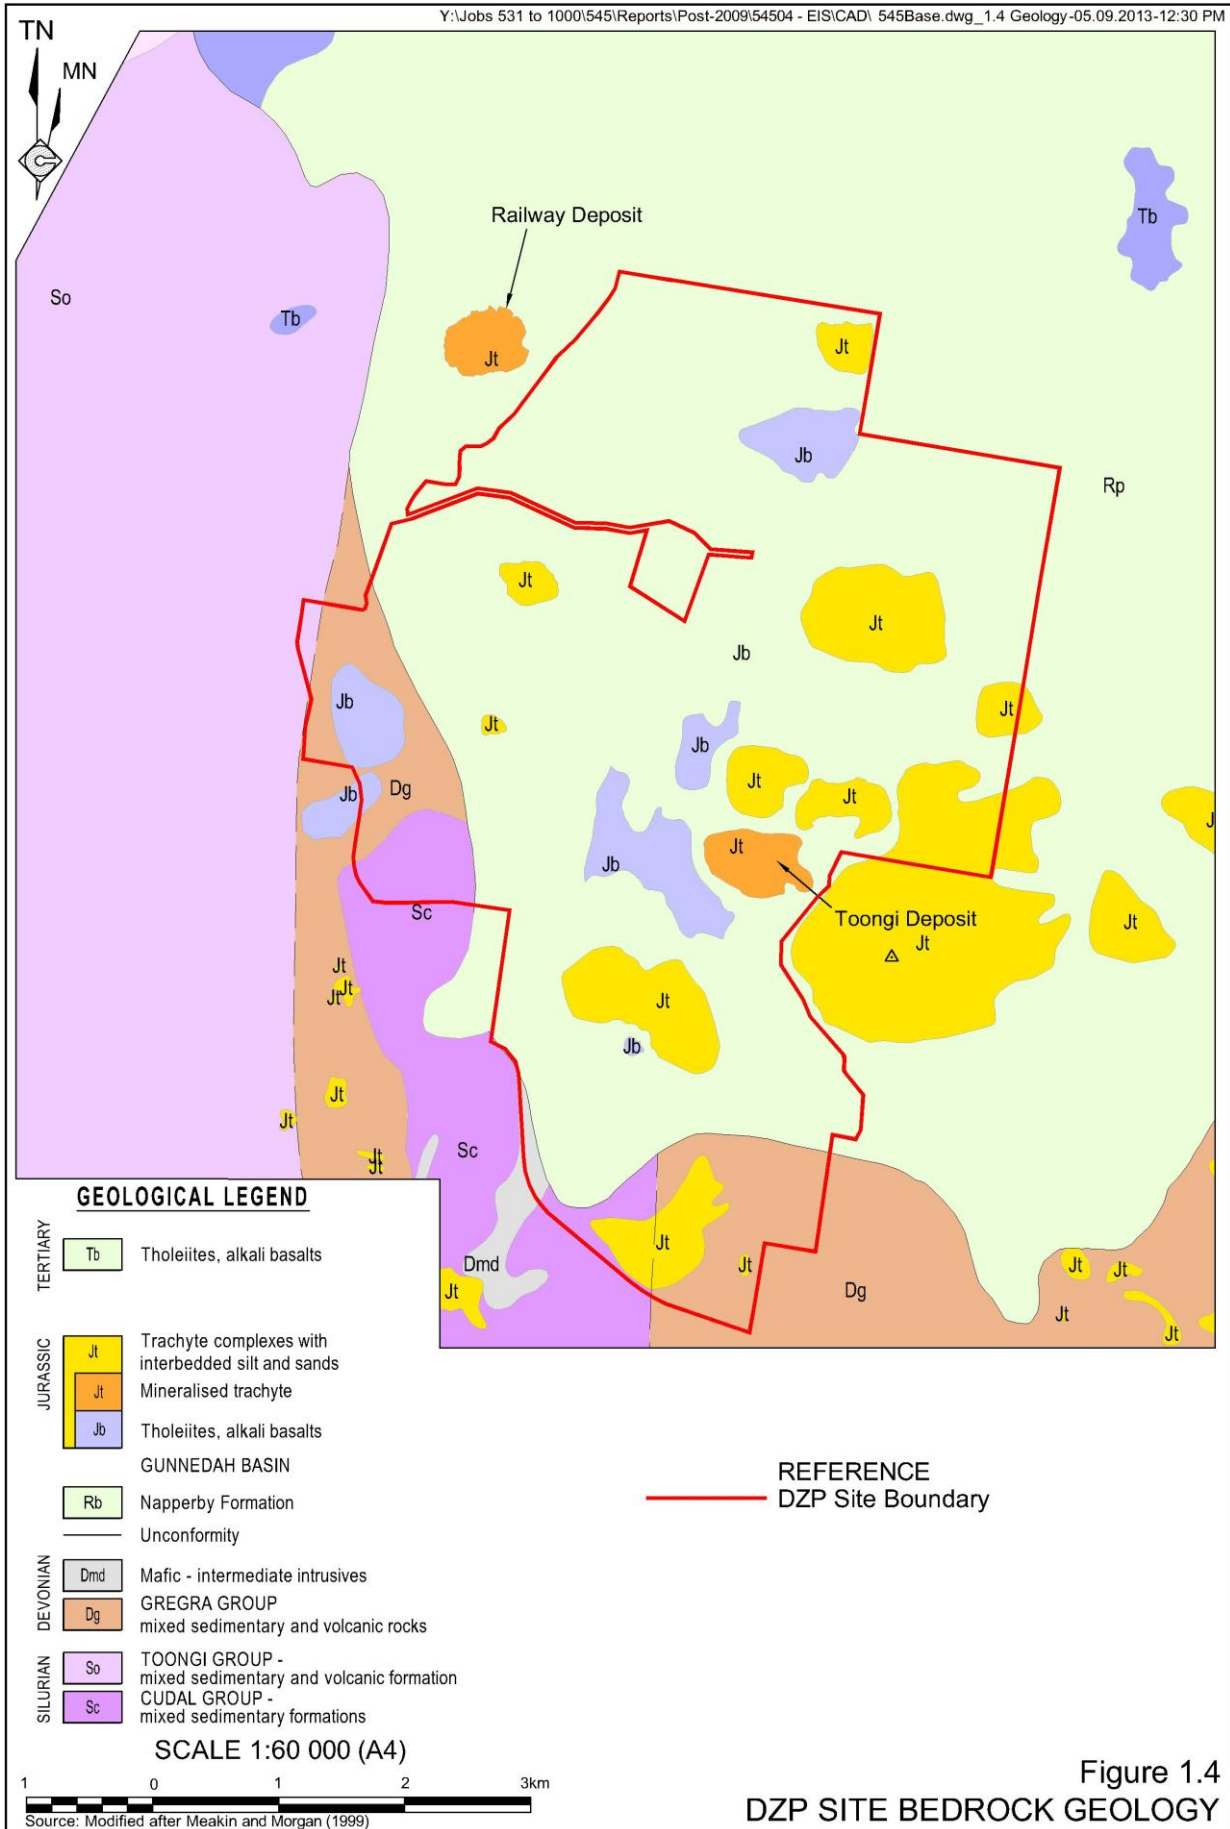 Y:\Jobs 531 to 1000\545\Reports\Post-2009\54504 - EIS\CAD\ 545Base.dwg_1.4 Geology-05.09.2013-12:30 PM
TN
MN
Railway Deposit
Tb
So
Tb
Jt
Jt
Jb
Rp
Jt
Jt
Jb
Jb
Jt
Jt
Jb
Jt
Jt
Jb
Dg
Jt
Jb
J
Sc
Toongi Deposit
Jt
Jt
Jt
Jt
Jt
Jt
Jb
Jt
Jt
Jt
Jt
Sc
Jt
Dmd
Jt
Jt
Jt
Jt
Dg
Jt
Jt
GEOLOGICAL LEGEND
TERTIARY
Tb
Tholeiites, alkali basalts
JURASSIC
Jt
Trachyte complexes with
interbedded silt and sands
Jt
Mineralised trachyte
Jb
Tholeiites, alkali basalts
GUNNEDAH BASIN
Rb
Napperby Formation
Unconformity
DEVONIAN
Dmd
Mafic - intermediate intrusives
Dg
GREGRA GROUP
mixed sedimentary and volcanic rocks
SILURIAN
So
TOONGI GROUP -
mixed sedimentary and volcanic formation
Sc
CUDAL GROUP -
mixed sedimentary formations
REFERENCE
DZP Site Boundary
SCALE 1:60 000 (A4)
1 0 1 2 3km
Source: Modified after Meakin and Morgan (1999)
Figure 1.4
DZP SITE BEDROCK GEOLOGY